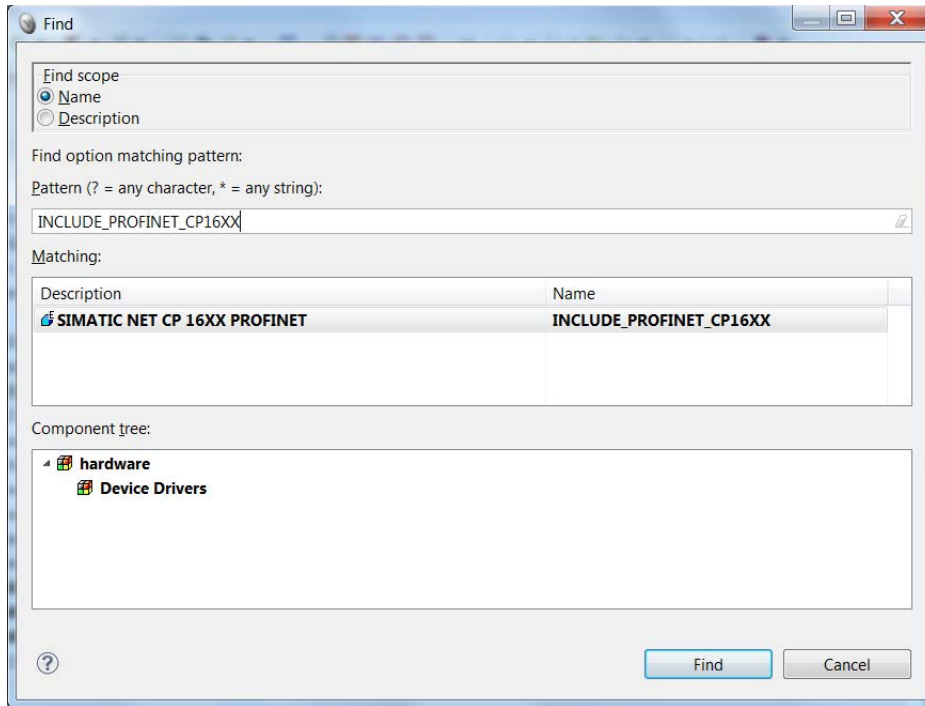 Find
Find scope
Name
Description
Find option matching pattern:
Pattern (? = any character, * = any string):
INCLUDE_PROFINET_CP16XX
Matching:
Description Name
SIMATIC NET CP 16XX PROFINET INCLUDE_PROFINET_CP16XX
Component tree:
hardware
Device Drivers
? Find Cancel